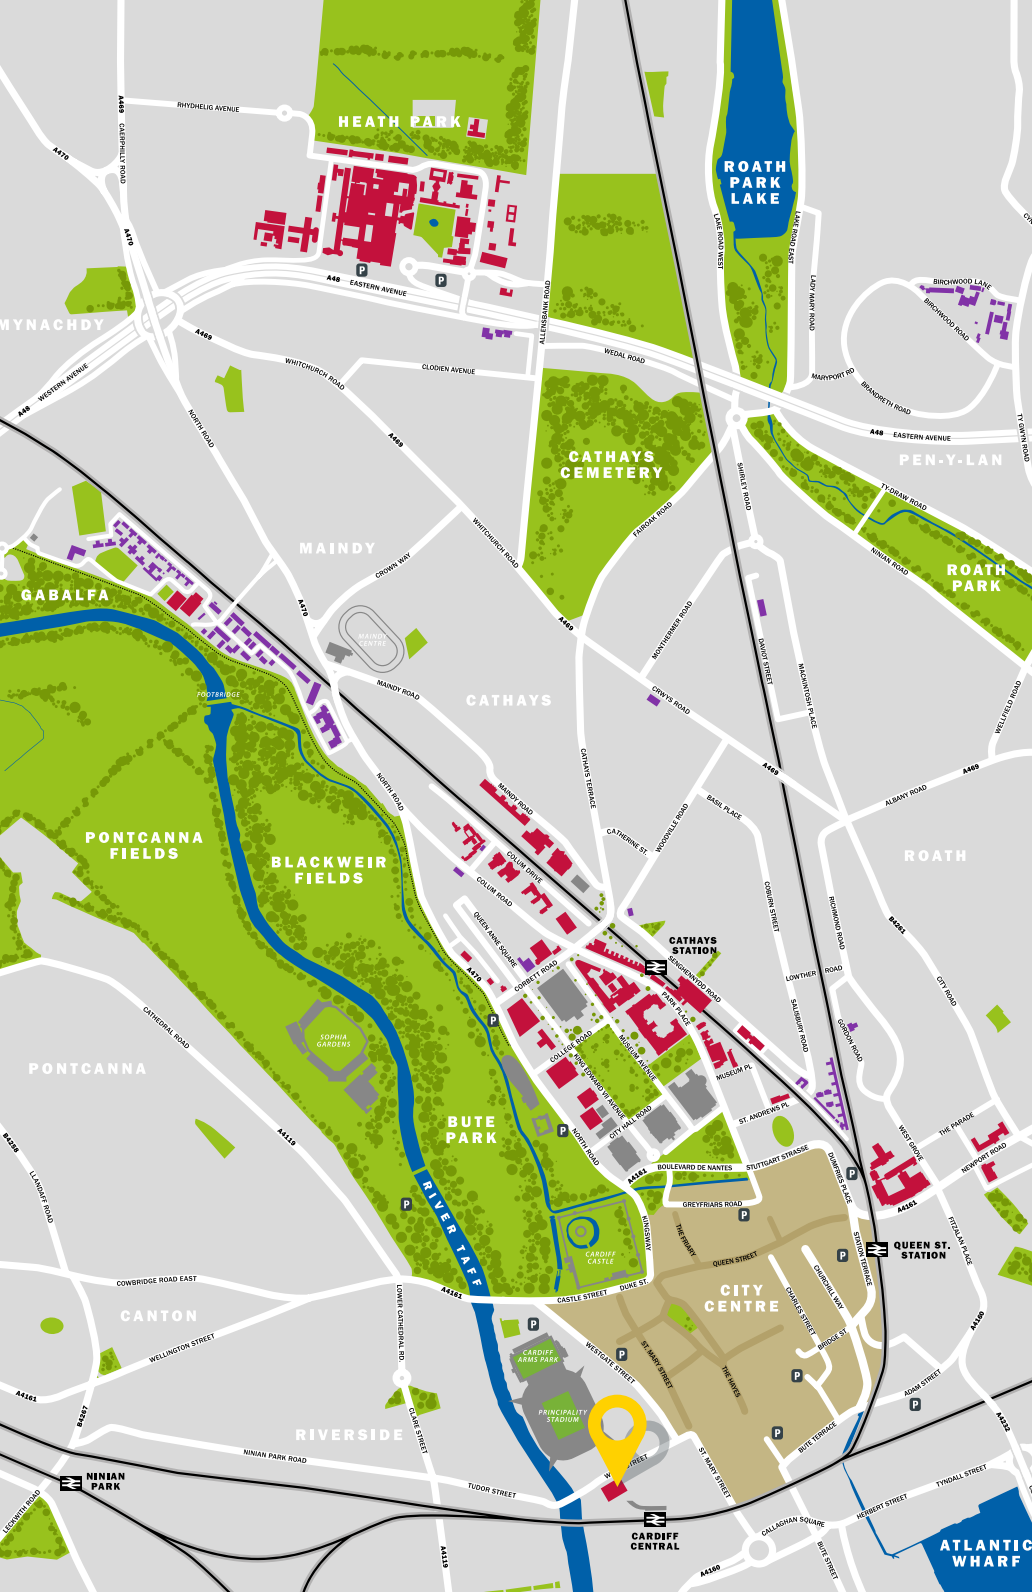 A469
RHYDHELIG AVENUE
HEATH PARK
A470
CAERPHILLY ROAD
ROATH
PARK
LAKE
LAKE ROAD WEST
LAKE ROAD EAST
A470
P
P
A48
EASTERN AVENUE
ALLENSBANK ROAD
LADY MARY ROAD
BIRCHWOOD LANE
BIRCHWOOD ROAD
MYNACHDY
A469
WHITCHURCH ROAD
CLODIEN AVENUE
WEDAL ROAD
WESTERN AVENUE
A48
MARYPORT RD
BRANDRETH ROAD
NORTH ROAD
A469
A48
EASTERN AVENUE
TY GWYN ROAD
CATHAYS
CEMETERY
PEN-Y-LAN
SHIRLEY ROAD
TY-DRAW ROAD
FAIROAK ROAD
WHITCHURCH ROAD
MAINDY
CROWN WAY
NINIAN ROAD
ROATH
PARK
GABALFA
A470
MAINDY
CENTRE
A469
MONTHERMER ROAD
DAVIOT STREET
MACKINTOSH PLACE
FOOTBRIDGE
MAINDY ROAD
CATHAYS
CRWYS ROAD
WELLFIELD ROAD
CATHAYS TERRACE
A469
A469
ALBANY ROAD
NORTH ROAD
MAINDY ROAD
BASIL PLACE
WOODVILLE ROAD
CATHERINE ST.
PONTCANNA
FIELDS
BLACKWEIR
FIELDS
COLUM DRIVE
COLUM ROAD
ROATH
COBURN STREET
RICHMOND ROAD
B4261
QUEEN ANNE SQUARE
CATHAYS
STATION
A470
CORBETT ROAD
SENGHENNYDD ROAD
LOWTHER ROAD
CITY ROAD
PARK PLACE
SALISBURY ROAD
GORDON ROAD
CATHEDRAL ROAD
P
SOPHIA
GARDENS
COLLEGE ROAD
MUSEUM AVENUE
PONTCANNA
KING EDWARD VII AVENUE
MUSEUM PL
ST. ANDREWS PL
BUTE
PARK
P
CITY HALL ROAD
NORTH ROAD
A4119
B4258
WEST GROVE
THE PARADE
NEWPORT ROAD
LLANDAFF ROAD
A4161
BOULEVARD DE NANTES
STUTTGART STRASSE
DUMFRIES PLACE
P
RIVER TAFF
P
GREYFRIARS ROAD
P
A4161
FITZALAN PLACE
KINGSWAY
THE FRIARY
QUEEN STREET
STATION TERRACE
P
QUEEN ST.
STATION
CARDIFF
CASTLE
COWBRIDGE ROAD EAST
A4161
CASTLE STREET
DUKE ST.
CITY
CENTRE
CHARLES STREET
CHURCHILL WAY
CANTON
LOWER CATHEDRAL RD.
P
BRIDGE ST
A4160
WELLINGTON STREET
CARDIFF
ARMS PARK
WESTGATE STREET
P
ST. MARY STREET
THE HAYES
P
ADAM STREET
P
A4161
B4267
CLARE STREET
PRINCIPALITY
STADIUM
A4232
RIVERSIDE
P
BUTE TERRACE
NINIAN PARK ROAD
ST. MARY STREET
NINIAN
PARK
TUDOR STREET
TYNDALL STREET
LECKWITH ROAD
HERBERT STREET
CARDIFF
CENTRAL
CALLAGHAN SQUARE
BUTE STREET
ATLANTIC
WHARF
A4119
A4160